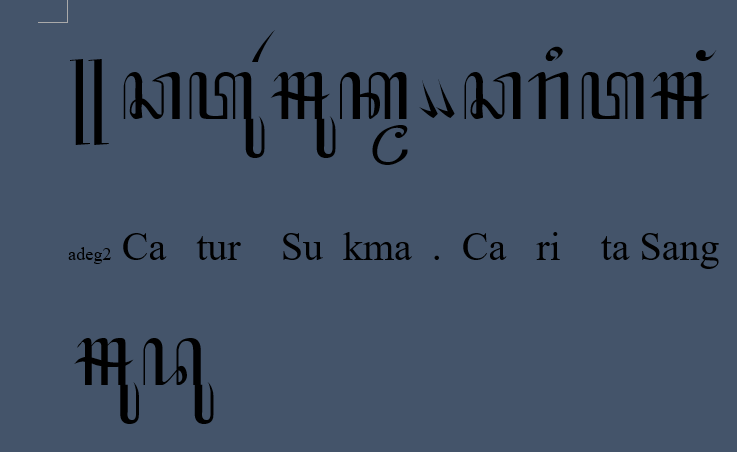 ꧋ꦕꦠꦸꦂꦱꦸꦏ꧀ꦩ꧉ꦕꦫꦶꦠꦱꦁ
adeg2 Ca tur Su kma . Ca ri ta Sang
ꦱꦸꦤꦸ